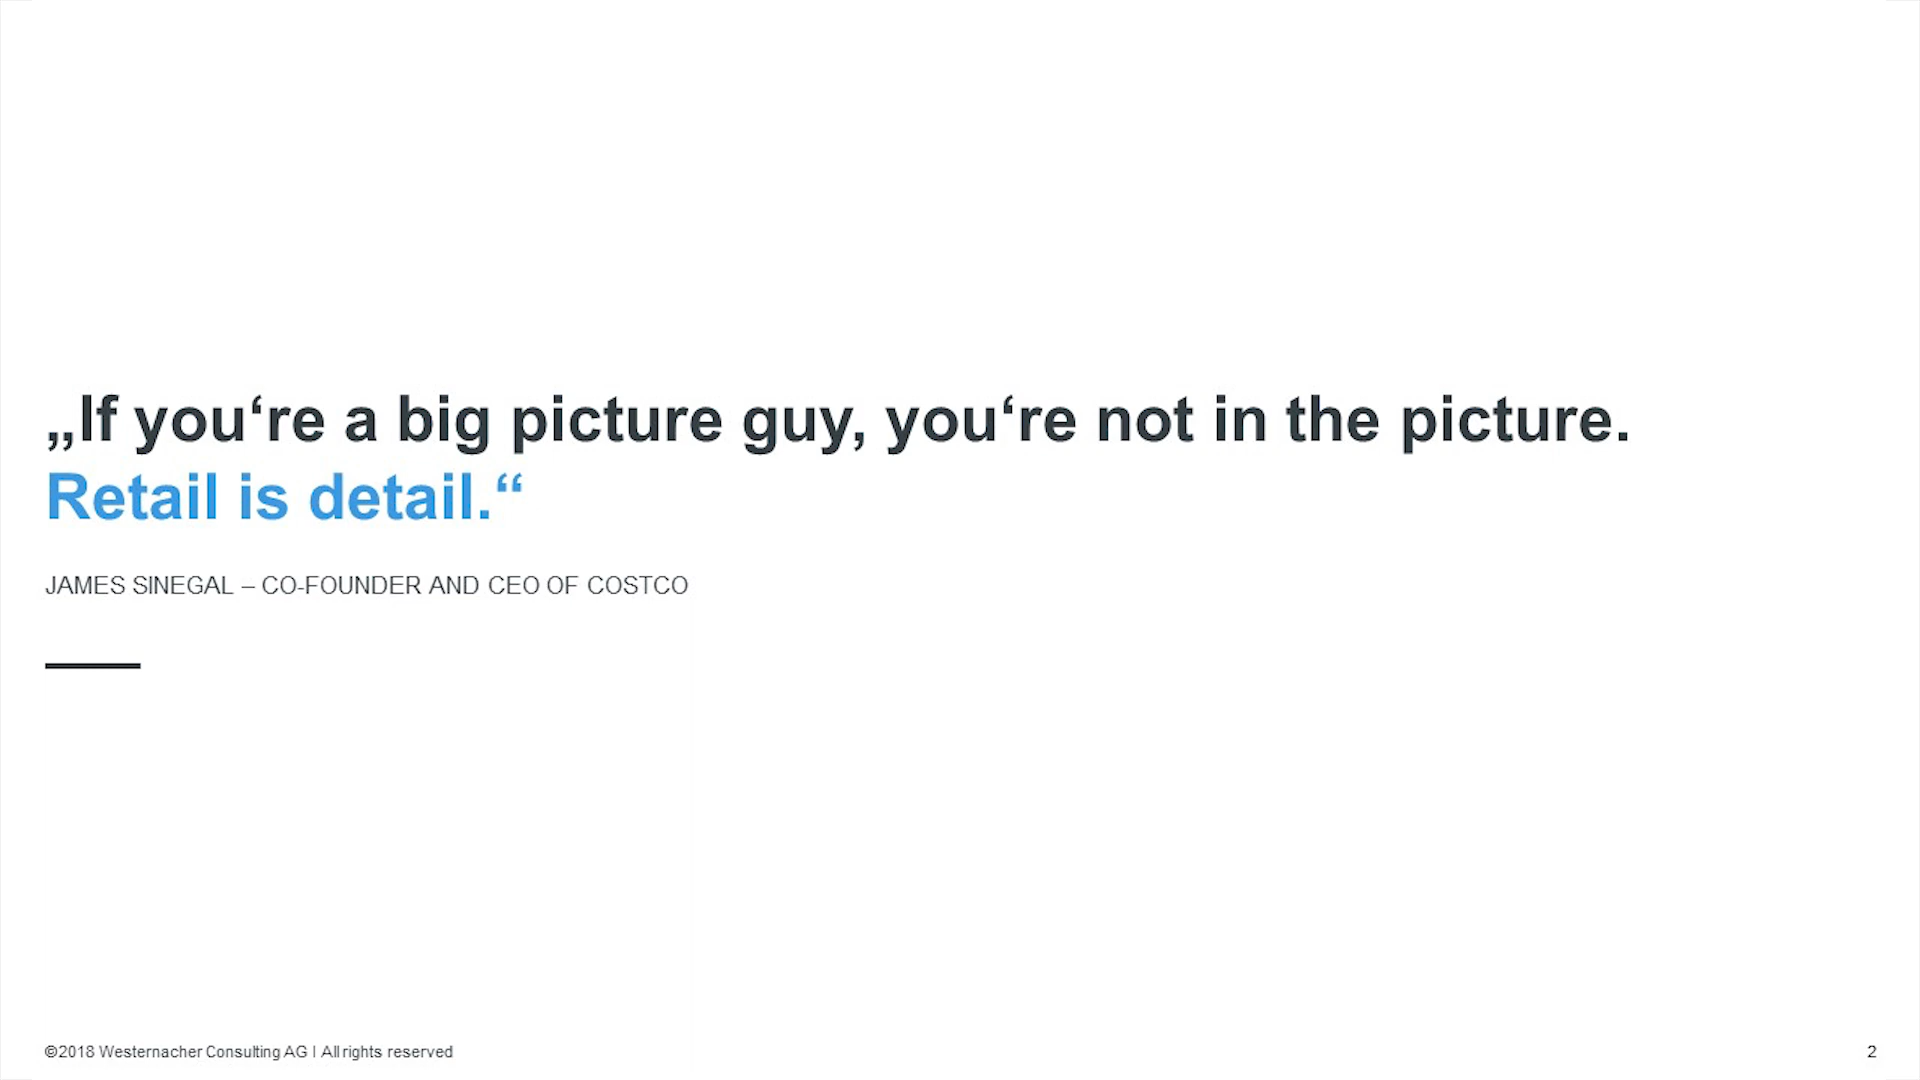 „If you‘re a big picture guy, you‘re not in the picture.
Retail is detail.“
JAMES SINEGAL – CO-FOUNDER AND CEO OF COSTCO
©2018 Westernacher Consulting AG I All rights reserved
2